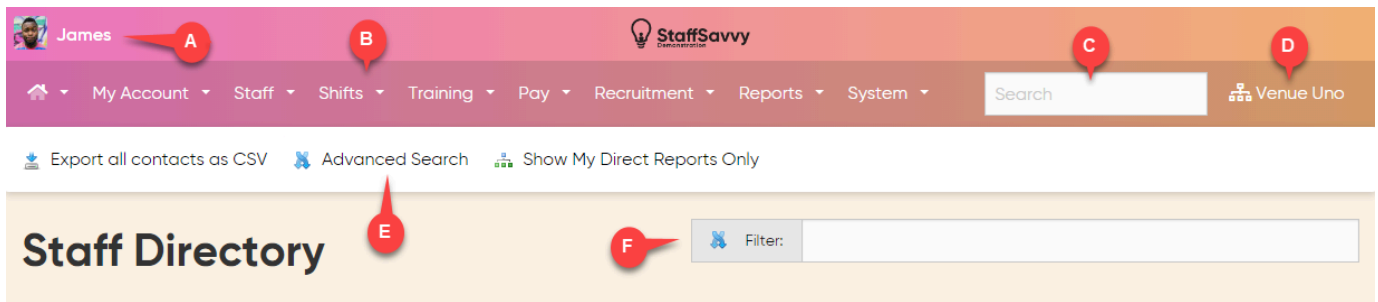 James A B StaffSavvy C D
Demonstration
My Account Staff Shifts Training Pay Recruitment Reports System Search Venue Uno
Export all contacts as CSV Advanced Search Show My Direct Reports Only
Staff Directory E F Filter: